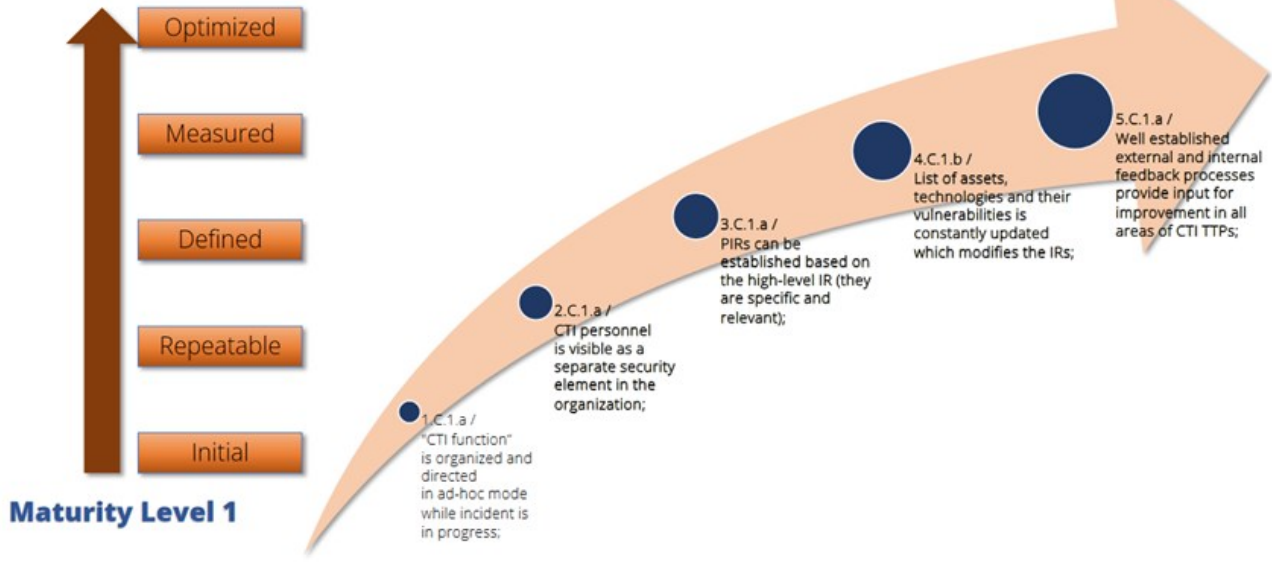 Optimized
Measured
Defined
Repeatable
Initial
Maturity Level 1
1.C.1.a /
"CTI function"
is organized and
directed
in ad-hoc mode
while incident is
in progress;
2.C.1.a /
CTI personnel
is visible as a
separate security
element in the
organization;
3.C.1.a /
PIRs can be
established based on
the high-level IR (they
are specific and
relevant);
4.C.1.b /
List of assets,
technologies and their
vulnerabilities is
constantly updated
which modifies the IRs;
5.C.1.a /
Well established
external and internal
feedback processes
provide input for
improvement in all
areas of CTI TTPs;